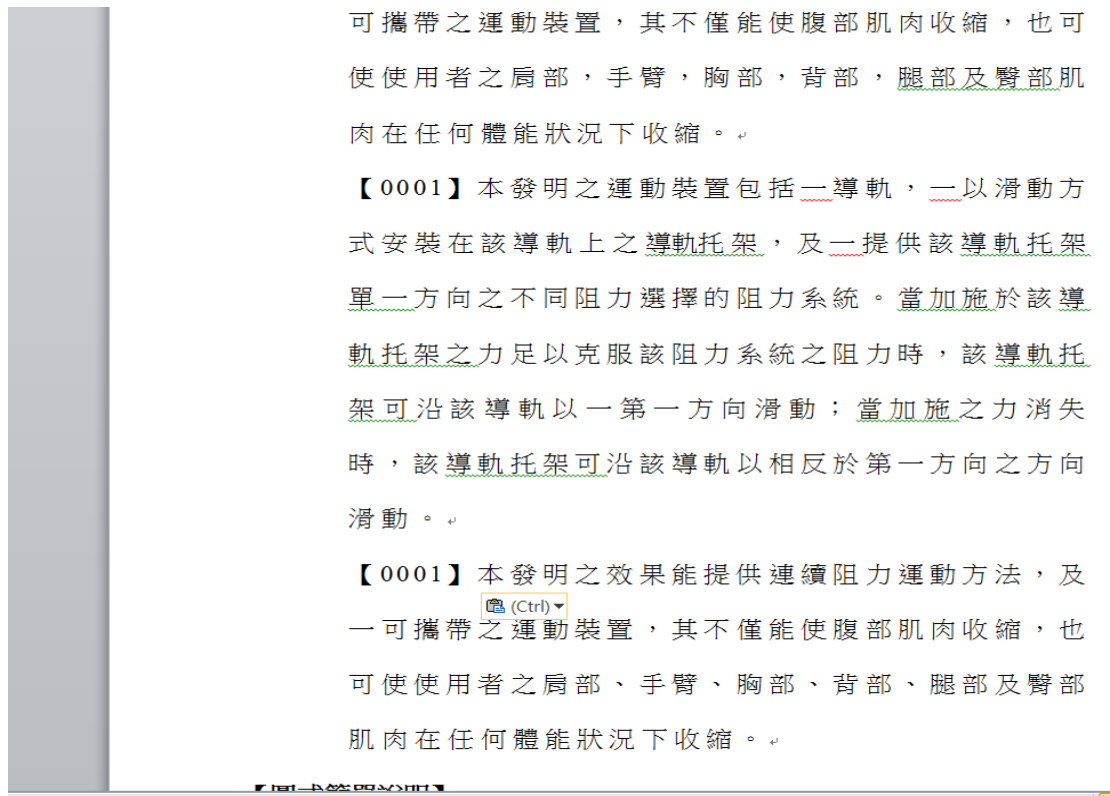 可攜帶之運動裝置，其不僅能使腹部肌肉收縮，也可
使使用者之肩部，手臂，胸部，背部，腿部及臀部肌
肉在任何體能狀況下收縮。
【0001】本發明之運動裝置包括一導軌，一以滑動方
式安裝在該導軌上之導軌托架，及一提供該導軌托架
單一方向之不同阻力選擇的阻力系統。當加施於該導
軌托架之力足以克服該阻力系統之阻力時，該導軌托
架可沿該導軌以一第一方向滑動；當加施之力消失
時，該導軌托架可沿該導軌以相反於第一方向之方向
滑動。
【0001】本發明之效果能提供連續阻力運動方法，及
(Ctrl)
一可攜帶之運動裝置，其不僅能使腹部肌肉收縮，也
可使使用者之肩部、手臂、胸部、背部、腿部及臀部
肌肉在任何體能狀況下收縮。
【圖式簡單說明】